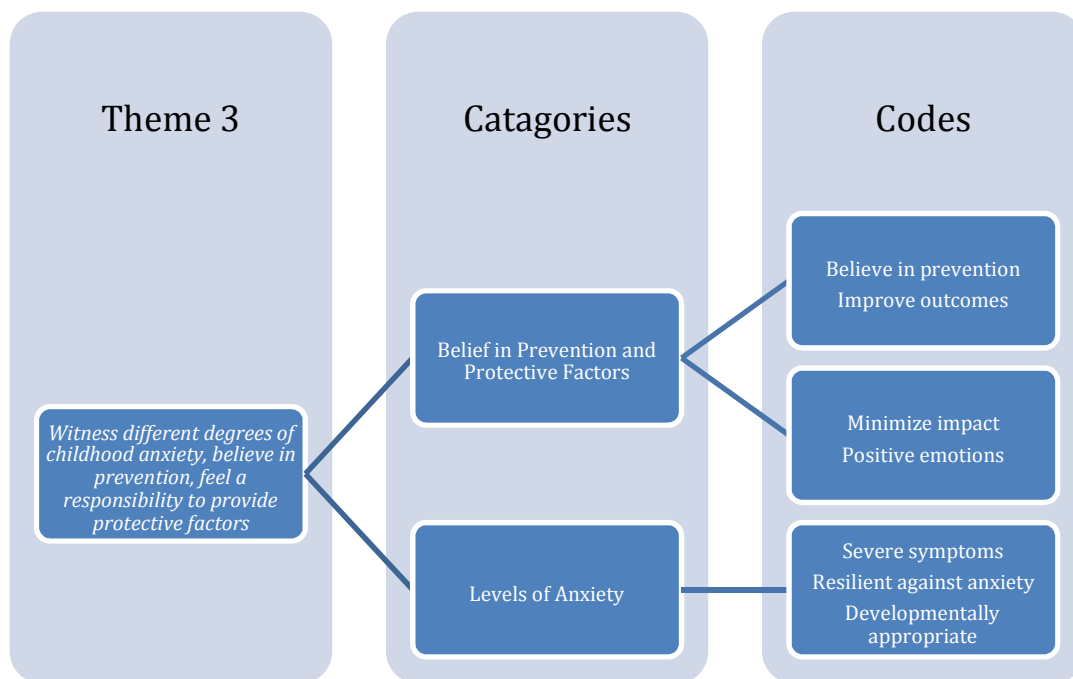 Theme 3
Catagories
Codes
Witness different degrees of
childhood anxiety, believe in
prevention, feel a
responsibility to provide
protective factors
Belief in Prevention and
Protective Factors
Levels of Anxiety
Believe in prevention
Improve outcomes
Minimize impact
Positive emotions
Severe symptoms
Resilient against anxiety
Developmentally
appropriate